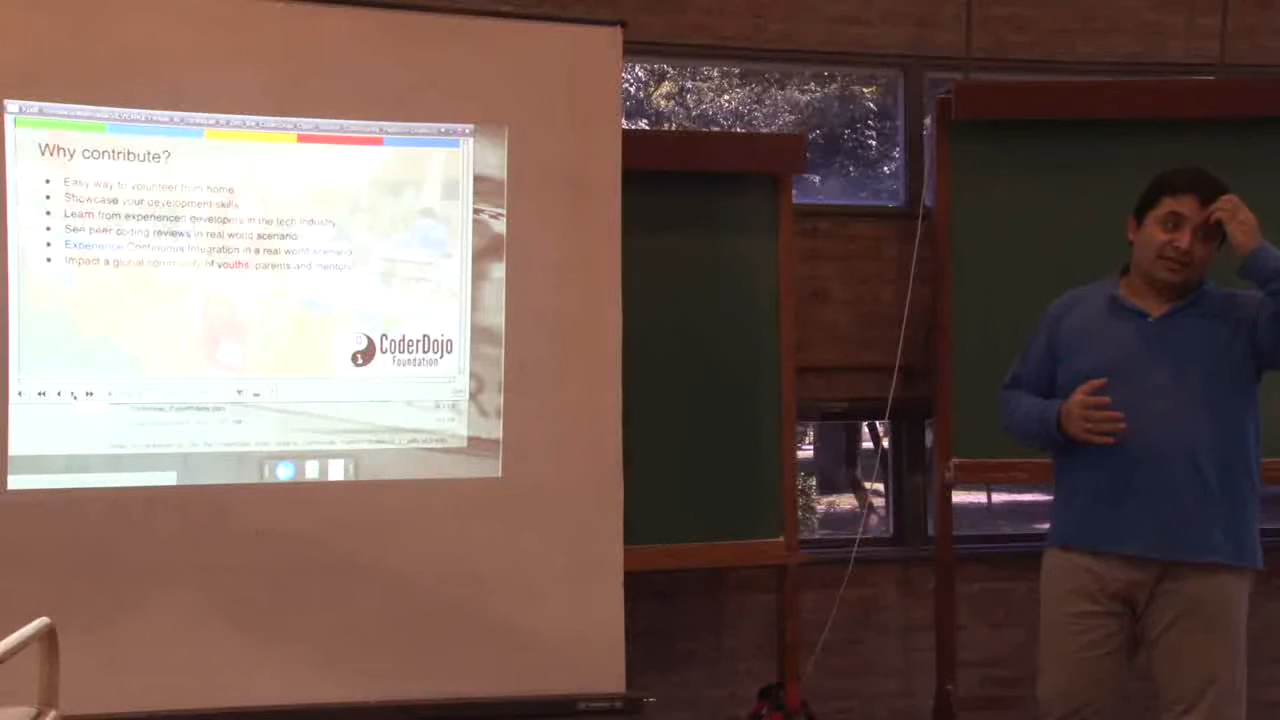 Why contribute?
• Easy way to volunteer from home
• Showcase your development skills
• Learn from experienced developers in the tech industry
• See peer coding reviews in real world scenario
• Experience Continuous Integration in a real world scenario
• Impact a global community of youths, parents and mentors
CoderDojo
Foundation